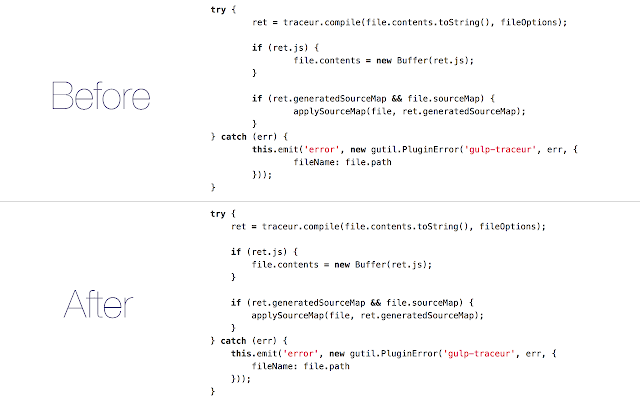 Before
try {
        ret = traceur.compile(file.contents.toString(), fileOptions);

        if (ret.js) {
                file.contents = new Buffer(ret.js);
        }

        if (ret.generatedSourceMap && file.sourceMap) {
                applySourceMap(file, ret.generatedSourceMap);
        }
} catch (err) {
        this.emit('error', new gutil.PluginError('gulp-traceur', err, {
                fileName: file.path
        }));
}
After
try {
    ret = traceur.compile(file.contents.toString(), fileOptions);

    if (ret.js) {
        file.contents = new Buffer(ret.js);
    }

    if (ret.generatedSourceMap && file.sourceMap) {
        applySourceMap(file, ret.generatedSourceMap);
    }
} catch (err) {
    this.emit('error', new gutil.PluginError('gulp-traceur', err, {
        fileName: file.path
    }));
}